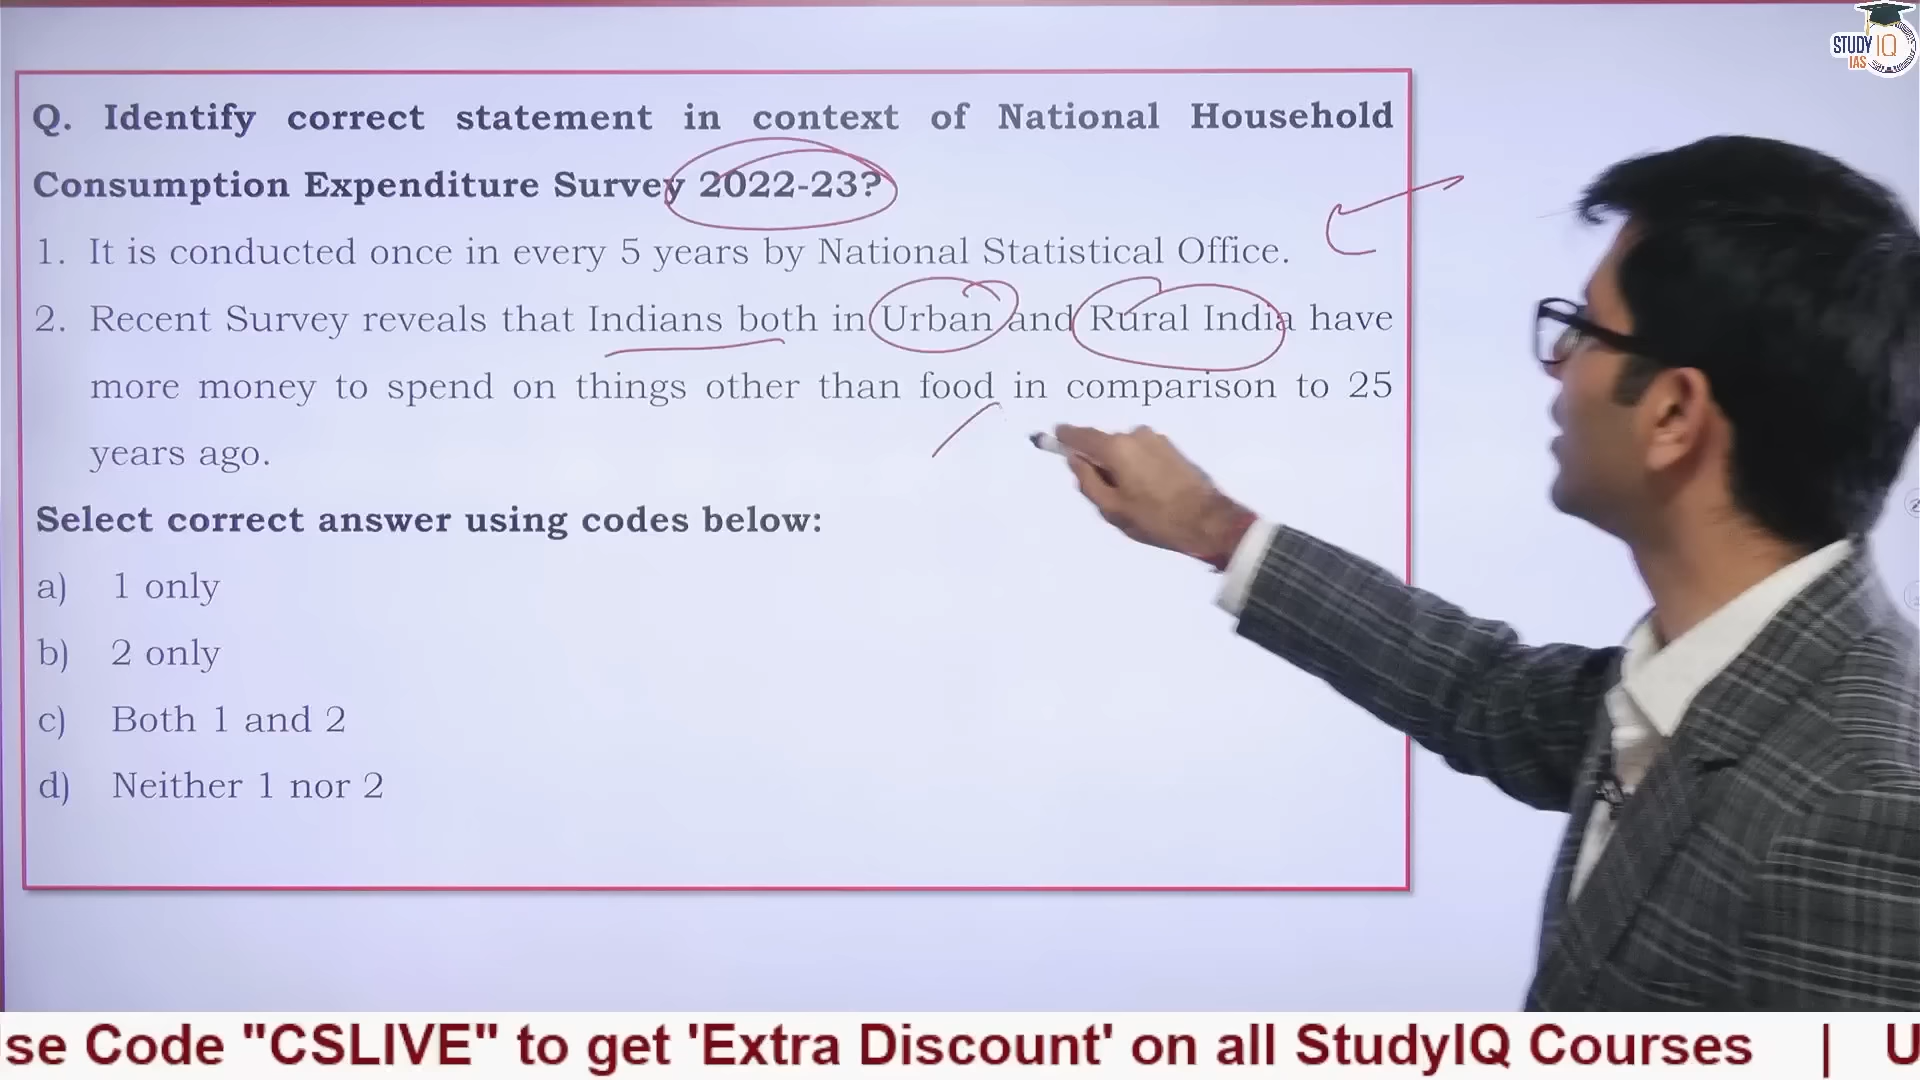 STUDY IQ
IAS
Q. Identify correct statement in context of National Household
Consumption Expenditure Survey 2022-23?
1. It is conducted once in every 5 years by National Statistical Office.
2. Recent Survey reveals that Indians both in Urban and Rural India have
more money to spend on things other than food in comparison to 25
years ago.
Select correct answer using codes below:
a) 1 only
b) 2 only
c) Both 1 and 2
d) Neither 1 nor 2
se Code "CSLIVE" to get 'Extra Discount' on all StudyIQ Courses | U